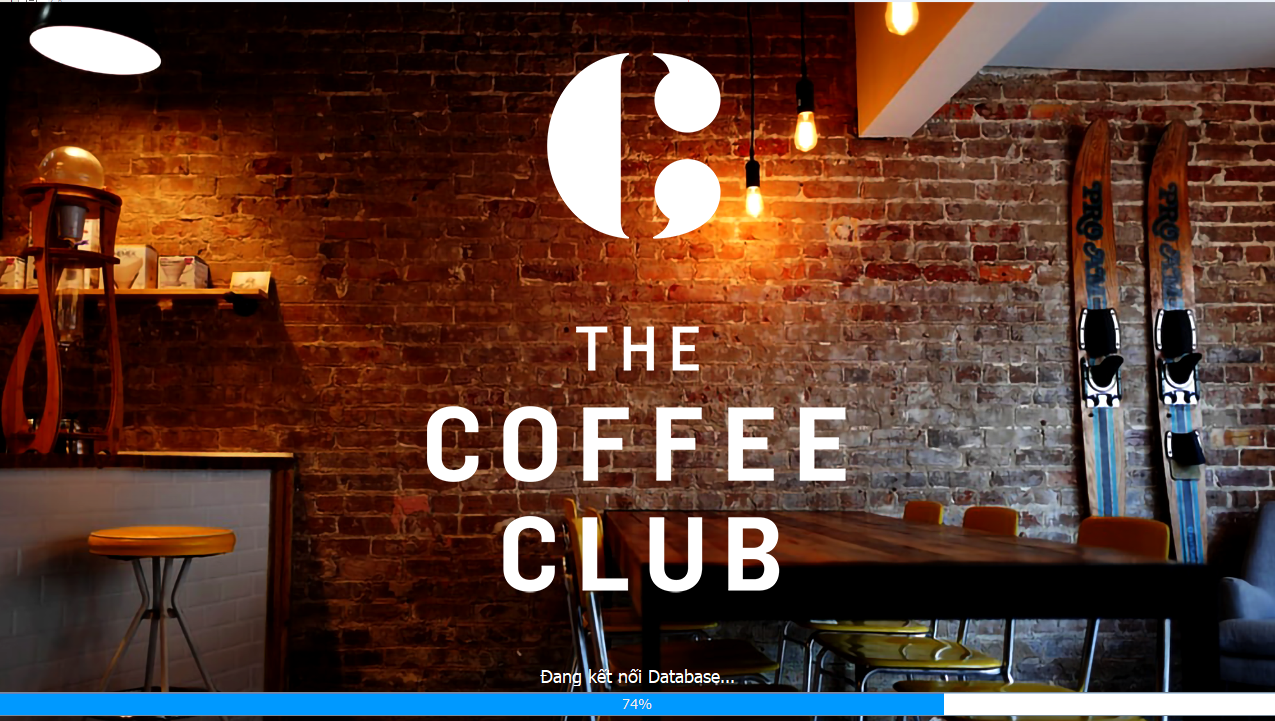 THE
COFFEE
CLUB
Đang kết nối Database...
74%